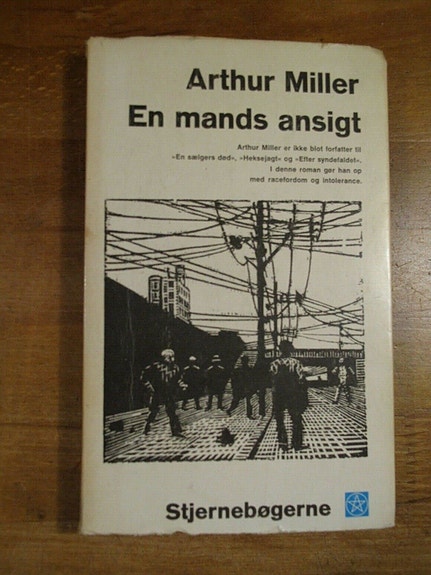 Arthur Miller
En mands ansigt
Arthur Miller er ikke blot forfatter til
»En sælgers død«, »Heksejagt« og »Efter syndefaldet«.
I denne roman gør han op
med racefordom og intolerance.
Stjernebøgerne